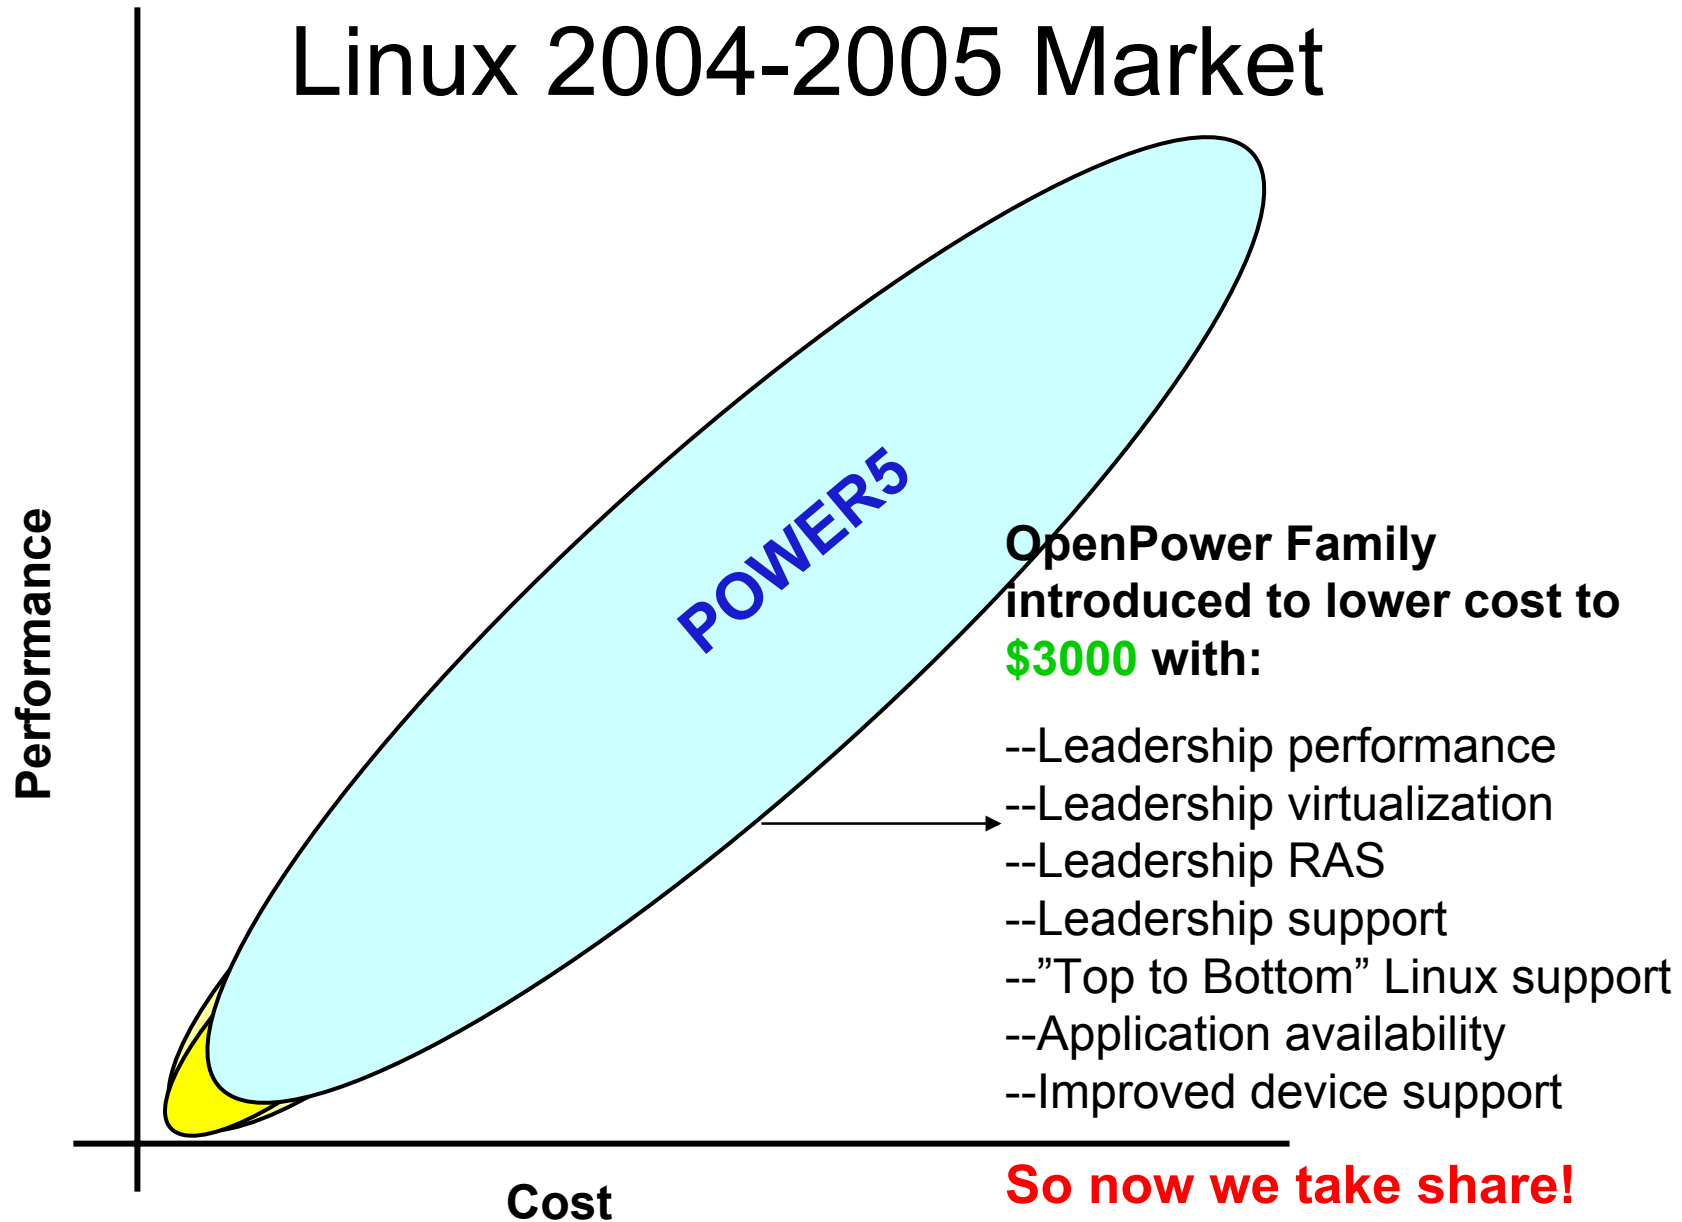 Linux 2004-2005 Market
Performance
POWER5
OpenPower Family
introduced to lower cost to
$3000 with:
--Leadership performance
--Leadership virtualization
--Leadership RAS
--Leadership support
--”Top to Bottom” Linux support
--Application availability
--Improved device support
So now we take share!
Cost